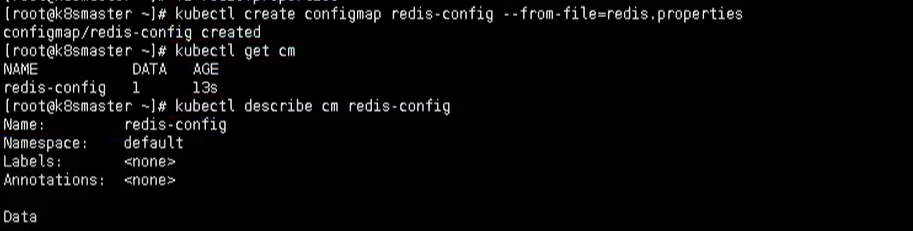 [root@k8smaster ~]# kubectl create configmap redis-config --from-file=redis.properties
configmap/redis-config created
[root@k8smaster ~]# kubectl get cm
NAME DATA AGE
redis-config 1 13s
[root@k8smaster ~]# kubectl describe cm redis-config
Name: redis-config
Namespace: default
Labels: <none>
Annotations: <none>
Data